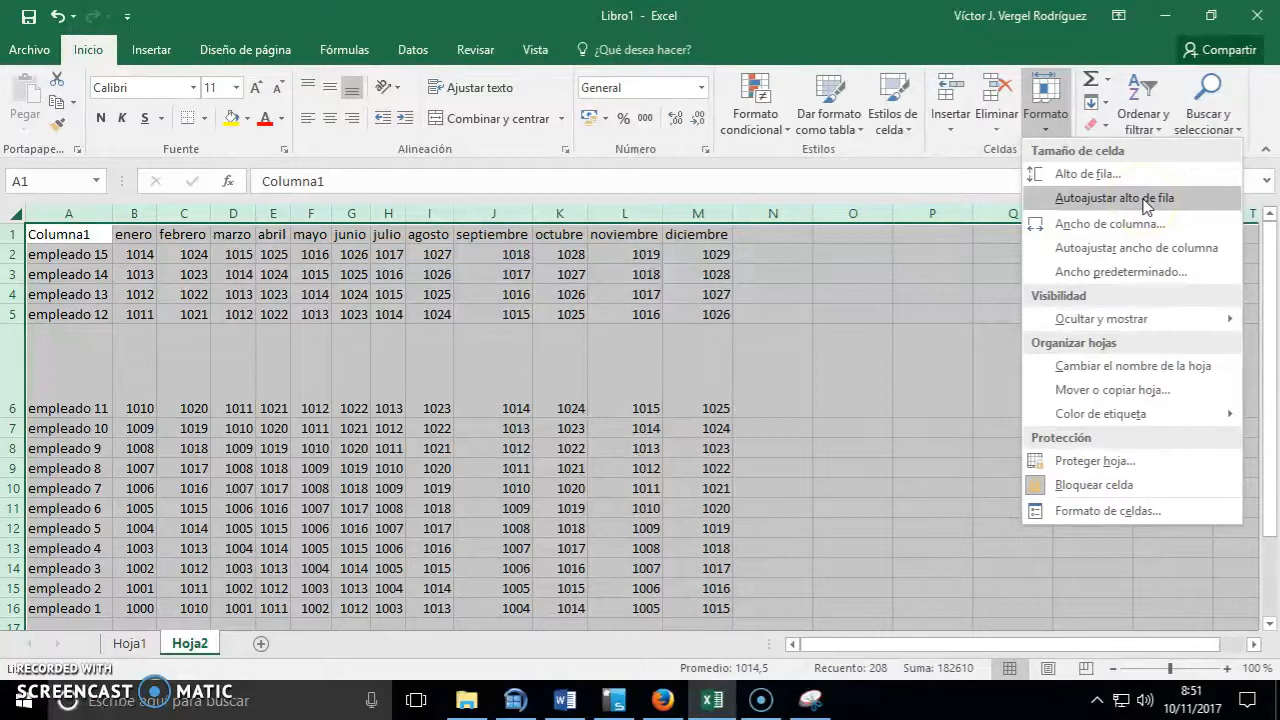 Libro1 - Excel
Víctor J. Vergel Rodríguez
Archivo Inicio Insertar Diseño de página Fórmulas Datos Revisar Vista ¿Qué desea hacer? Compartir
Pegar
Calibri 11
N K S
Ajustar texto
Combinar y centrar
General
% 000
Formato condicional
Dar formato como tabla
Estilos de celda
Insertar Eliminar Formato
Ordenar y filtrar
Buscar y seleccionar
Portapape... Fuente Alineación Número Estilos Celdas
A1 fx Columna1
A B C D E F G H I J K L M N O P Q T
1 Columna1 enero febrero marzo abril mayo junio julio agosto septiembre octubre noviembre diciembre
2 empleado 15 1014 1024 1015 1025 1016 1026 1017 1027 1018 1028 1019 1029
3 empleado 14 1013 1023 1014 1024 1015 1025 1016 1026 1017 1027 1018 1028
4 empleado 13 1012 1022 1013 1023 1014 1024 1015 1025 1016 1026 1017 1027
5 empleado 12 1011 1021 1012 1022 1013 1023 1014 1024 1015 1025 1016 1026
6 empleado 11 1010 1020 1011 1021 1012 1022 1013 1023 1014 1024 1015 1025
7 empleado 10 1009 1019 1010 1020 1011 1021 1012 1022 1013 1023 1014 1024
8 empleado 9 1008 1018 1009 1019 1010 1020 1011 1021 1012 1022 1013 1023
9 empleado 8 1007 1017 1008 1018 1009 1019 1010 1020 1011 1021 1012 1022
10 empleado 7 1006 1016 1007 1017 1008 1018 1009 1019 1010 1020 1011 1021
11 empleado 6 1005 1015 1006 1016 1007 1017 1008 1018 1009 1019 1010 1020
12 empleado 5 1004 1014 1005 1015 1006 1016 1007 1017 1008 1018 1009 1019
13 empleado 4 1003 1013 1004 1014 1005 1015 1006 1016 1007 1017 1008 1018
14 empleado 3 1002 1012 1003 1013 1004 1014 1005 1015 1006 1016 1007 1017
15 empleado 2 1001 1011 1002 1012 1003 1013 1004 1014 1005 1015 1006 1016
16 empleado 1 1000 1010 1001 1011 1002 1012 1003 1013 1004 1014 1005 1015
17
Tamaño de celda
Alto de fila...
Autoajustar alto de fila
Ancho de columna...
Autoajustar ancho de columna
Ancho predeterminado...
Visibilidad
Ocultar y mostrar
Organizar hojas
Cambiar el nombre de la hoja
Mover o copiar hoja...
Color de etiqueta
Protección
Proteger hoja...
Bloquear celda
Formato de celdas...
Hoja1 Hoja2
Promedio: 1014,5 Recuento: 208 Suma: 182610 100 %
RECORDED WITH
SCREENCAST MATIC
Escribe aquí para buscar
8:51
10/11/2017